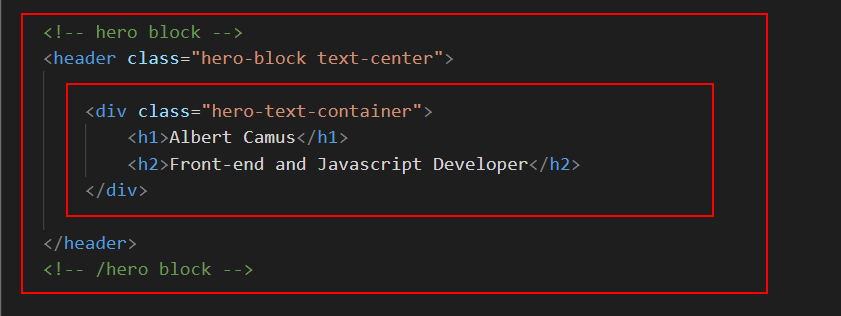 <!-- hero block -->
<header class="hero-block text-center">
<div class="hero-text-container">
<h1>Albert Camus</h1>
<h2>Front-end and Javascript Developer</h2>
</div>
</header>
<!-- /hero block -->